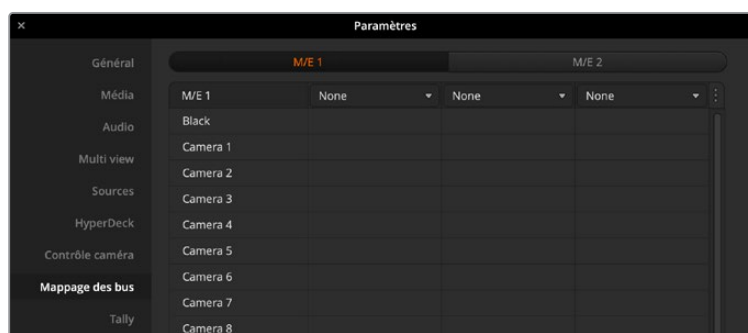 Paramètres
Général
Média
Audio
Multi view
Sources
HyperDeck
Contrôle caméra
Mappage des bus
Tally
M/E 1 M/E 2
M/E 1 None None None
Black
Camera 1
Camera 2
Camera 3
Camera 4
Camera 5
Camera 6
Camera 7
Camera 8